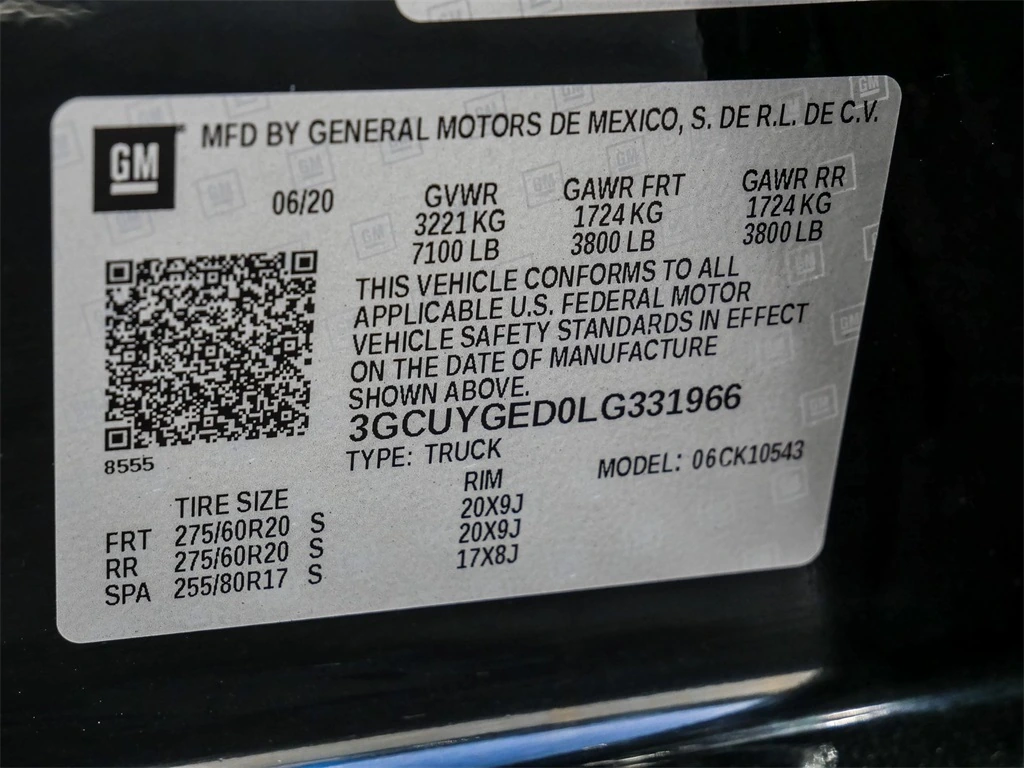 GM
MFD BY GENERAL MOTORS DE MEXICO, S. DE R.L. DE C.V.
06/20
GVWR
3221 KG
7100 LB
GAWR FRT
1724 KG
3800 LB
GAWR RR
1724 KG
3800 LB
THIS VEHICLE CONFORMS TO ALL
APPLICABLE U.S. FEDERAL MOTOR
VEHICLE SAFETY STANDARDS IN EFFECT
ON THE DATE OF MANUFACTURE
SHOWN ABOVE.
3GCUYGED0LG331966
8555
TYPE: TRUCK
MODEL: 06CK10543
TIRE SIZE RIM
FRT 275/60R20 S 20X9J
RR 275/60R20 S 20X9J
SPA 255/80R17 S 17X8J